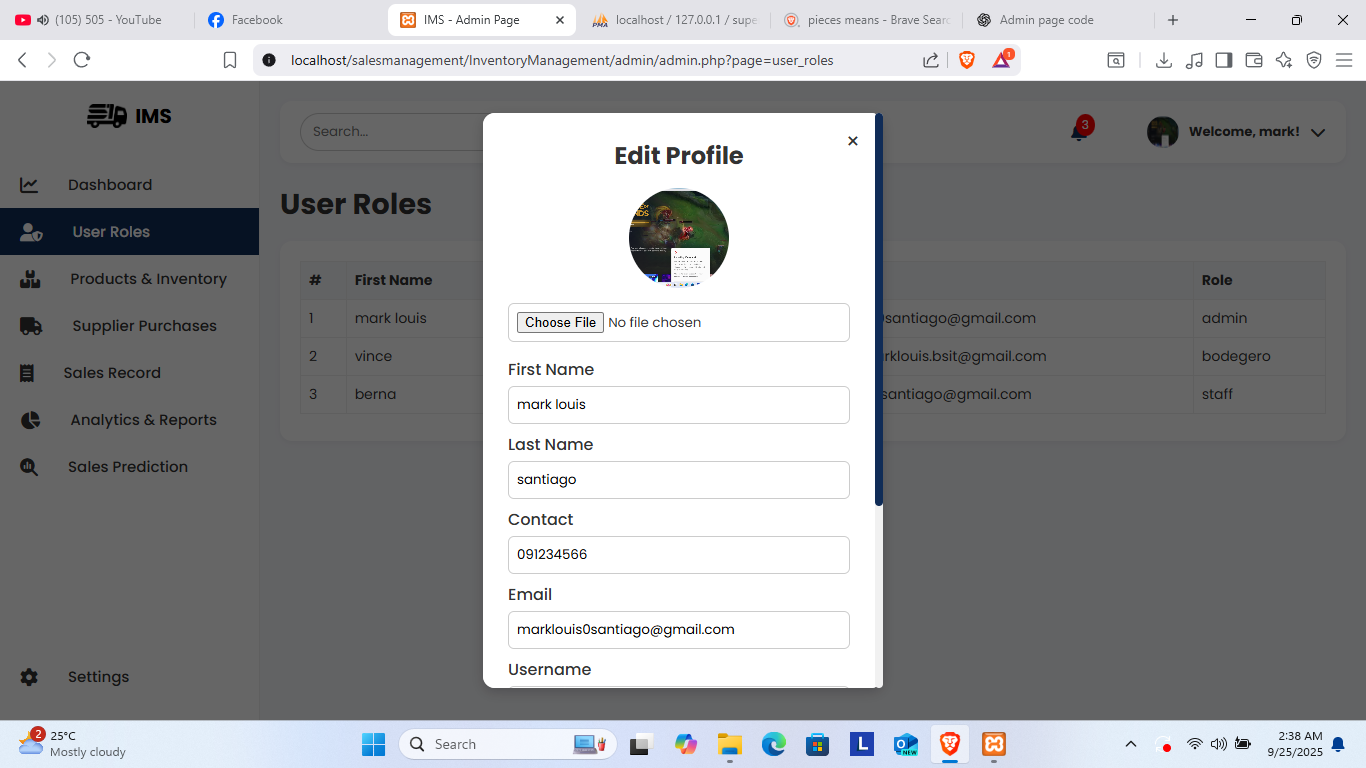 (105) 505 - YouTube
Facebook
IMS - Admin Page
localhost / 127.0.0.1 / supe
pieces means - Brave Sear
Admin page code
localhost/salesmanagement/InventoryManagement/admin/admin.php?page=user_roles
1
IMS
Search...
3
Welcome, mark!
Dashboard
User Roles
Products & Inventory
Supplier Purchases
Sales Record
Analytics & Reports
Sales Prediction
Settings
User Roles
# First Name Role
1 mark louis 0santiago@gmail.com admin
2 vince rklouis.bsit@gmail.com bodegero
3 berna santiago@gmail.com staff
Edit Profile
Choose File No file chosen
First Name
mark louis
Last Name
santiago
Contact
091234566
Email
marklouis0santiago@gmail.com
Username
2
25°C
Mostly cloudy
Search
L
NEW
2:38 AM
9/25/2025